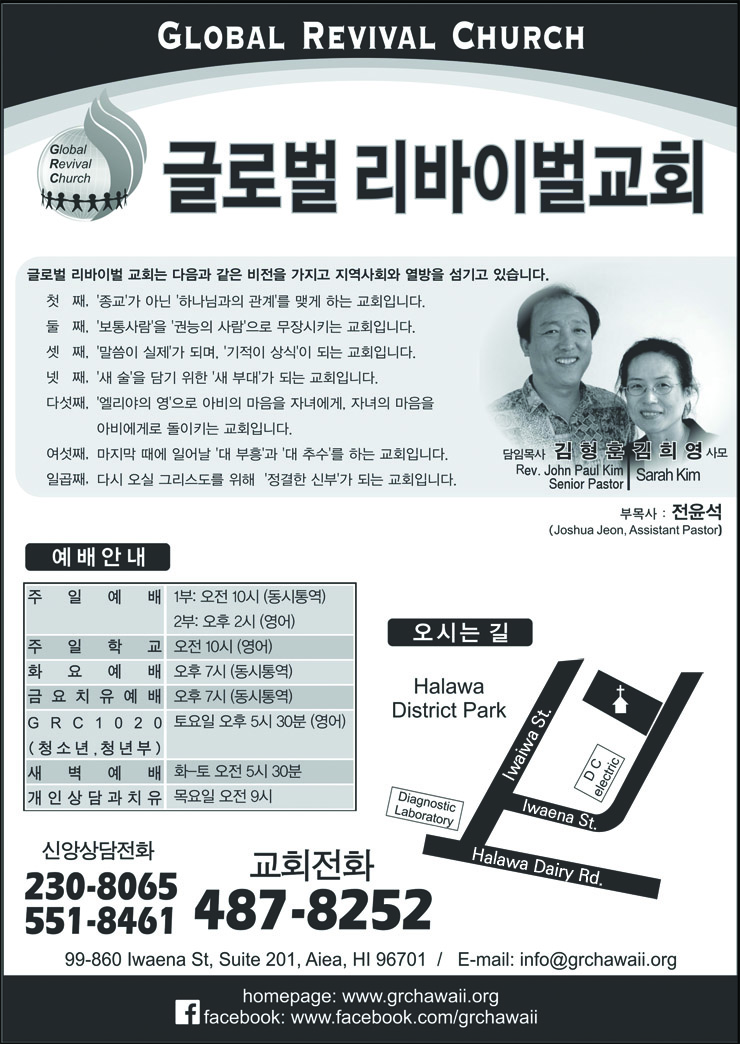 GLOBAL REVIVAL CHURCH
Global
Revival
Church
글로벌 리바이벌교회
글로벌 리바이벌 교회는 다음과 같은 비전을 가지고 지역사회와 열방을 섬기고 있습니다.
첫 째, '종교'가 아닌 '하나님과의 관계'를 맺게 하는 교회입니다.
둘 째, '보통사람'을 '권능의 사람'으로 무장시키는 교회입니다.
셋 째, '말씀이 실제'가 되며, '기적이 상식'이 되는 교회입니다.
넷 째, '새 술'을 담기 위한 '새 부대'가 되는 교회입니다.
다섯째, '엘리야의 영'으로 아비의 마음을 자녀에게, 자녀의 마음을
아비에게로 돌이키는 교회입니다.
여섯째, 마지막 때에 일어날 '대 부흥'과 '대 추수'를 하는 교회입니다.
일곱째, 다시 오실 그리스도를 위해 '정결한 신부'가 되는 교회입니다.
담임목사 김형훈 김희영 사모
Rev. John Paul Kim
Senior Pastor
Sarah Kim
부목사 : 전윤석
(Joshua Jeon, Assistant Pastor)
예배안내
주일예배 1부: 오전 10시 (동시통역)
2부: 오후 2시 (영어)
주일학교 오전 10시 (영어)
화요예배 오후 7시 (동시통역)
금요치유예배 오후 7시 (동시통역)
GRC1020 토요일 오후 5시 30분 (영어)
(청소년,청년부)
새벽예배 화-토 오전 5시 30분
개인상담과치유 목요일 오전 9시
오시는 길
Halawa
District Park
Iwaiwa St.
D C
electric
Diagnostic
Laboratory
Iwaena St.
Halawa Dairy Rd.
신앙상담전화
230-8065
551-8461
교회전화
487-8252
99-860 Iwaena St, Suite 201, Aiea, HI 96701 / E-mail: info@grchawaii.org
homepage: www.grchawaii.org
f facebook: www.facebook.com/grchawaii